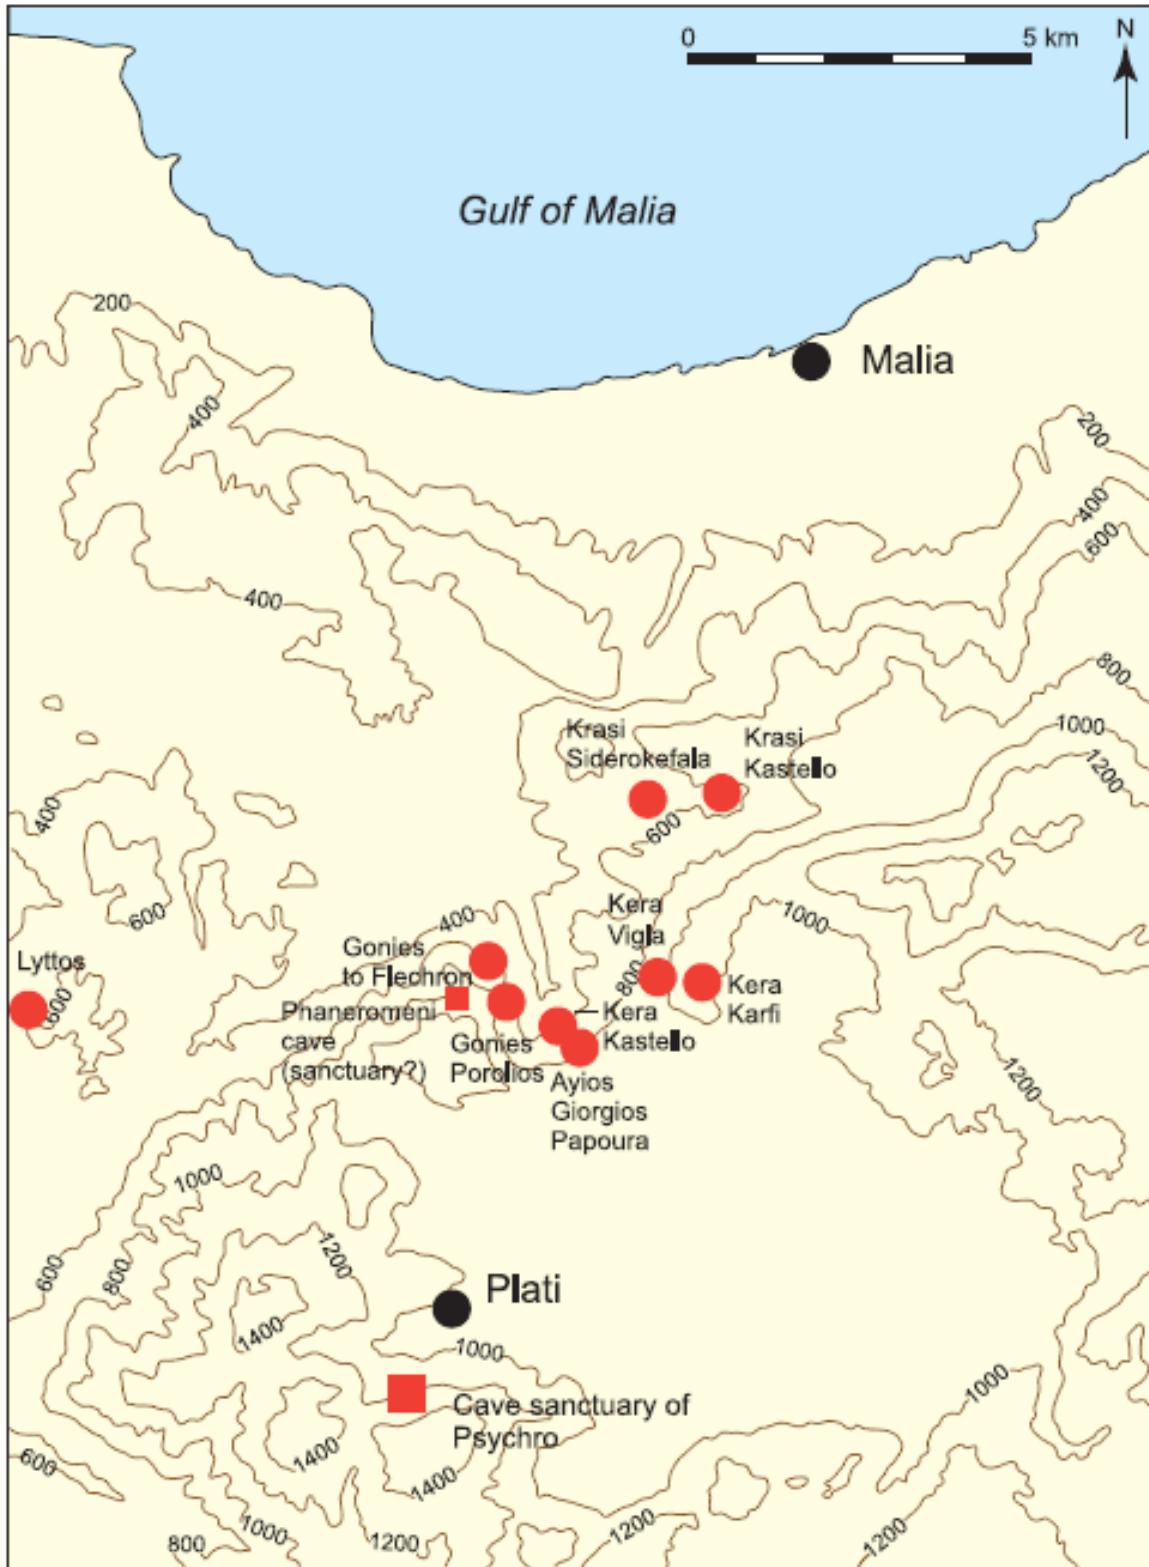 0 5 km N
Gulf of Malia
200
Malia
400
200
400
600
400
800
1000
1200
Krasi
Siderokefala
Krasi
Kastello
400
600
600
Kera
Vigla
1000
400
Gonies
to Flechron
Lyttos
600
800
Kera
Karfi
Phaneromeni
cave
(sanctuary?)
Kera
Kastello
Gonies
Porolios
Ayios
Giorgios
Papoura
1200
1000
600
800
1200
Plati
1400
1000
1000
Cave sanctuary of
Psychro
1400
600
1400
800
1000
1200
1200
1200